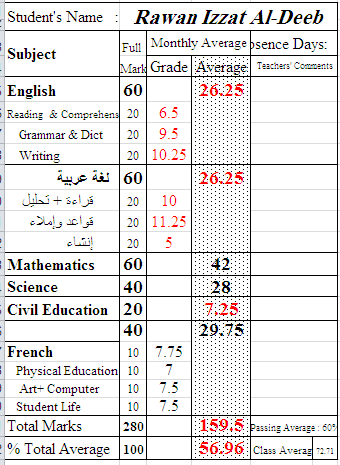 Student's Name : Rawan Izzat Al-Deeb
Subject Full Mark Monthly Average osence Days:
Grade Average Teachers' Comments
English 60 26.25
Reading & Comprehens 20 6.5
Grammar & Dict 20 9.5
Writing 20 10.25
لغة عربية 60 26.25
قراءة + تحليل 20 10
قواعد وإملاء 20 11.25
إنشاء 20 5
Mathematics 60 42
Science 40 28
Civil Education 20 7.25
40 29.75
French 10 7.75
Physical Education 10 7
Art+ Computer 10 7.5
Student Life 10 7.5
Total Marks 280 159.5 Passing Average : 60%
% Total Average 100 56.96 Class Averag 72.71